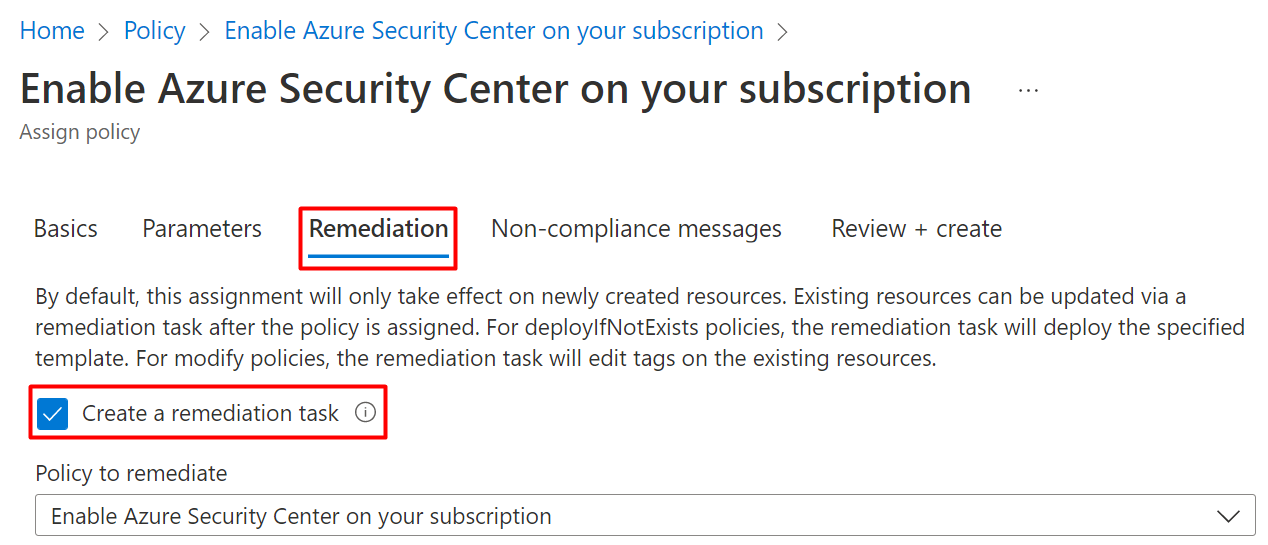 Home > Policy > Enable Azure Security Center on your subscription >
Enable Azure Security Center on your subscription ...
Assign policy
Basics Parameters Remediation Non-compliance messages Review + create
By default, this assignment will only take effect on newly created resources. Existing resources can be updated via a
remediation task after the policy is assigned. For deployIfNotExists policies, the remediation task will deploy the specified
template. For modify policies, the remediation task will edit tags on the existing resources.
Create a remediation task
Policy to remediate
Enable Azure Security Center on your subscription